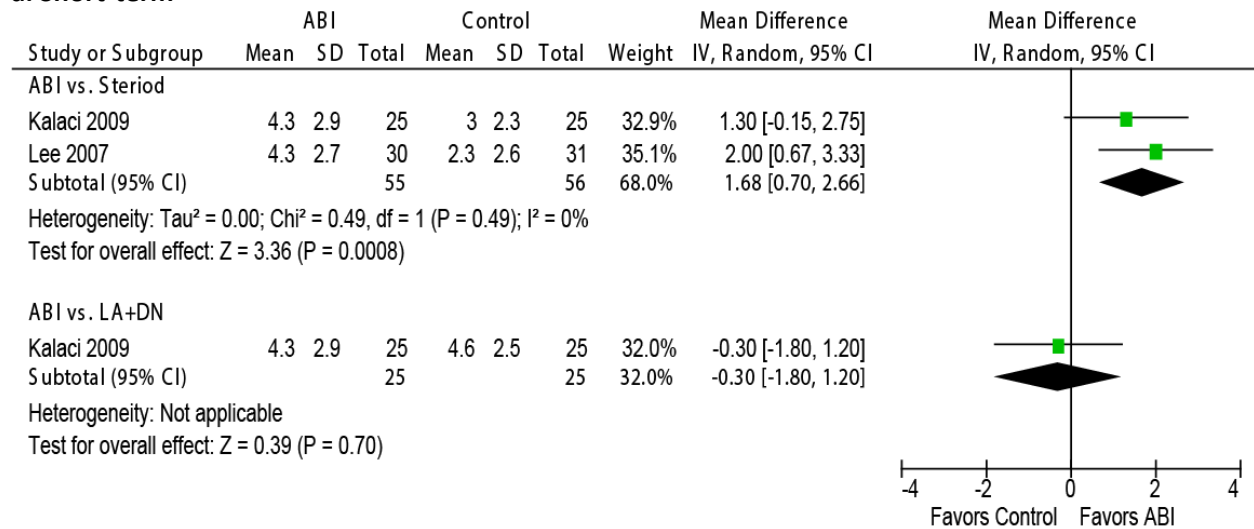 ABI Control Mean Difference Mean Difference
Study or Subgroup Mean SD Total Mean SD Total Weight IV, Random, 95% CI IV, Random, 95% CI
ABI vs. Steriod
Kalaci 2009 4.3 2.9 25 3 2.3 25 32.9% 1.30 [-0.15, 2.75]
Lee 2007 4.3 2.7 30 2.3 2.6 31 35.1% 2.00 [0.67, 3.33]
Subtotal (95% CI) 55 56 68.0% 1.68 [0.70, 2.66]
Heterogeneity: Tau² = 0.00; Chi² = 0.49, df = 1 (P = 0.49); I² = 0%
Test for overall effect: Z = 3.36 (P = 0.0008)
ABI vs. LA+DN
Kalaci 2009 4.3 2.9 25 4.6 2.5 25 32.0% -0.30 [-1.80, 1.20]
Subtotal (95% CI) 25 25 32.0% -0.30 [-1.80, 1.20]
Heterogeneity: Not applicable
Test for overall effect: Z = 0.39 (P = 0.70)
-4 -2 0 2 4
Favors Control Favors ABI